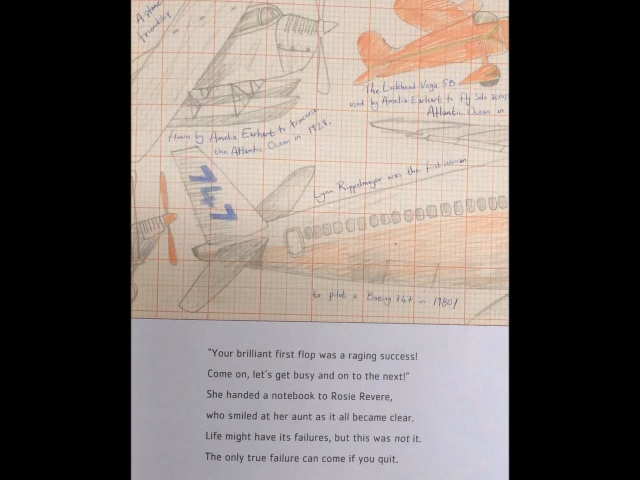 A plane
friendship
The Lockheed Vega 5B
used by Amelia Earhart to fly solo across
Atlantic Ocean in
flown by Amelia Earhart to traverse
the Atlantic Ocean in 1928.
747
Lynn Rippelmeyer was the first woman
to pilot a Boeing 747 in 1980!
"Your brilliant first flop was a raging success!
Come on, let's get busy and on to the next!"
She handed a notebook to Rosie Revere,
who smiled at her aunt as it all became clear.
Life might have its failures, but this was not it.
The only true failure can come if you quit.